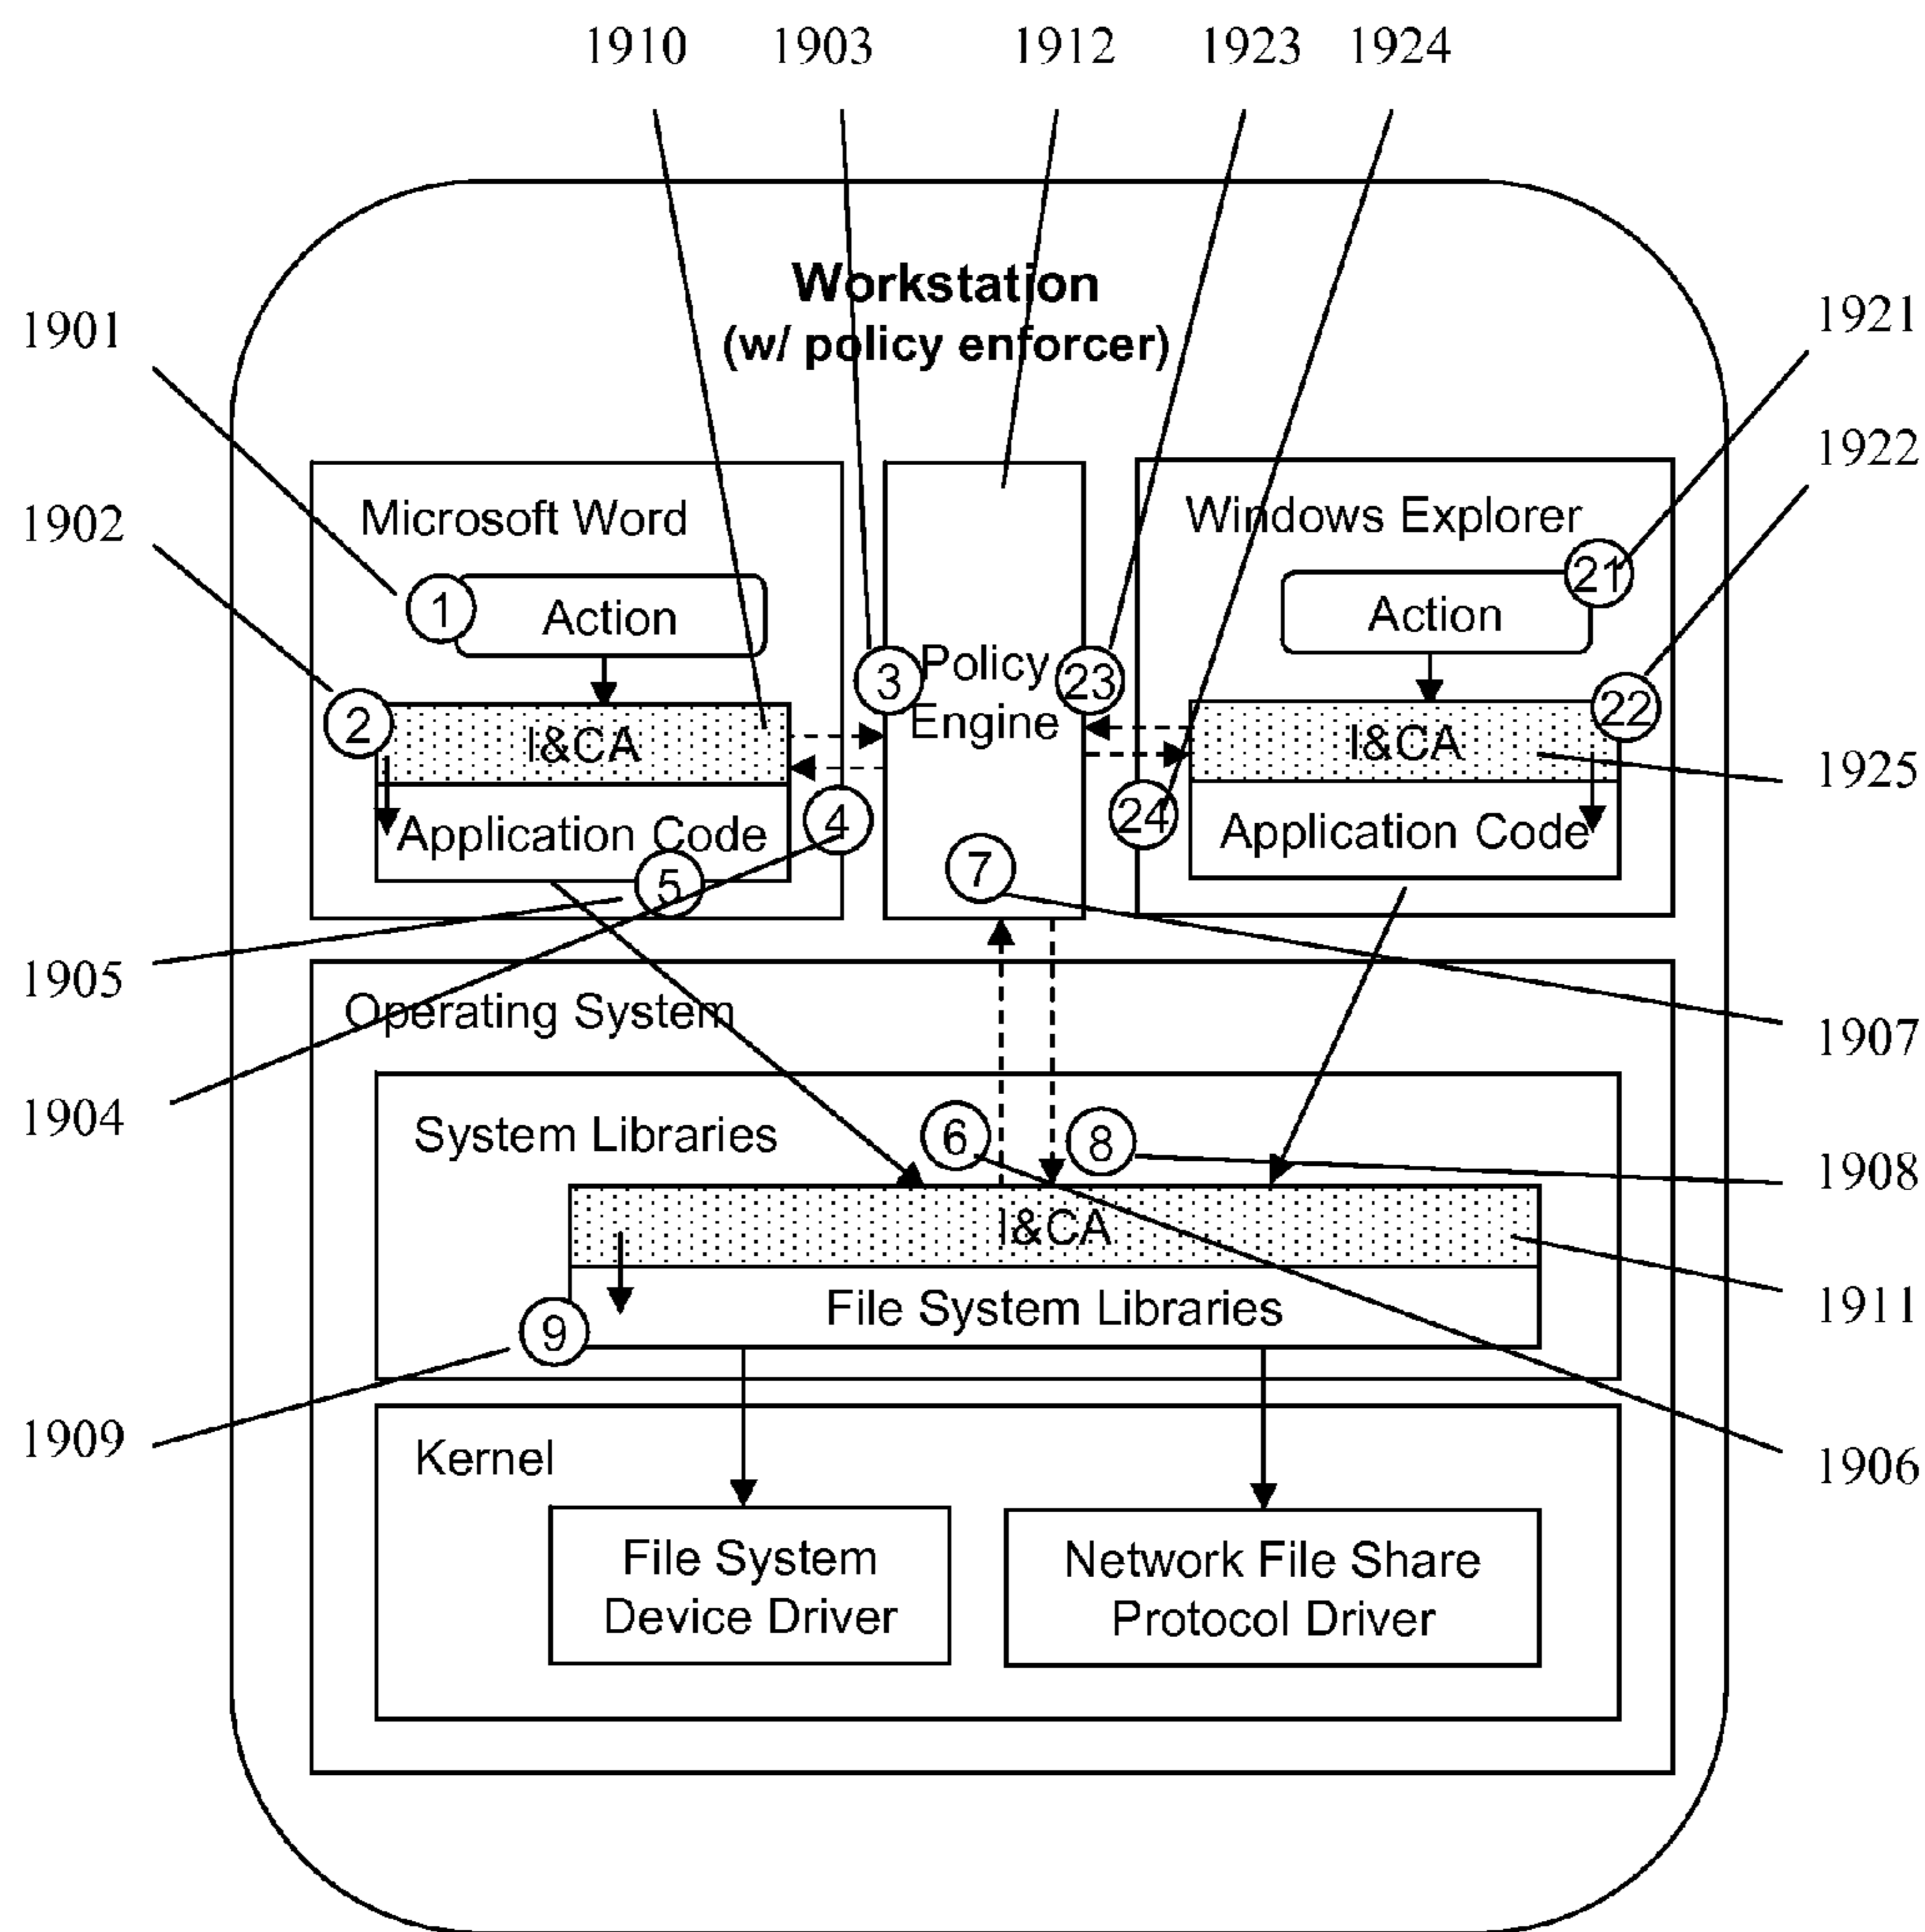 1910 1903 1912 1923 1924
Workstation
(w/ policy enforcer)
1901
1921
1902
1922
Microsoft Word
1
Action
2
I&CA
Application Code
4
5
3
Policy
Engine
23
7
Windows Explorer
21
Action
22
I&CA
24
Application Code
1925
1905
1904
1907
Operating System
System Libraries
6
8
1908
I&CA
1911
File System Libraries
9
1909
1906
Kernel
File System
Device Driver
Network File Share
Protocol Driver